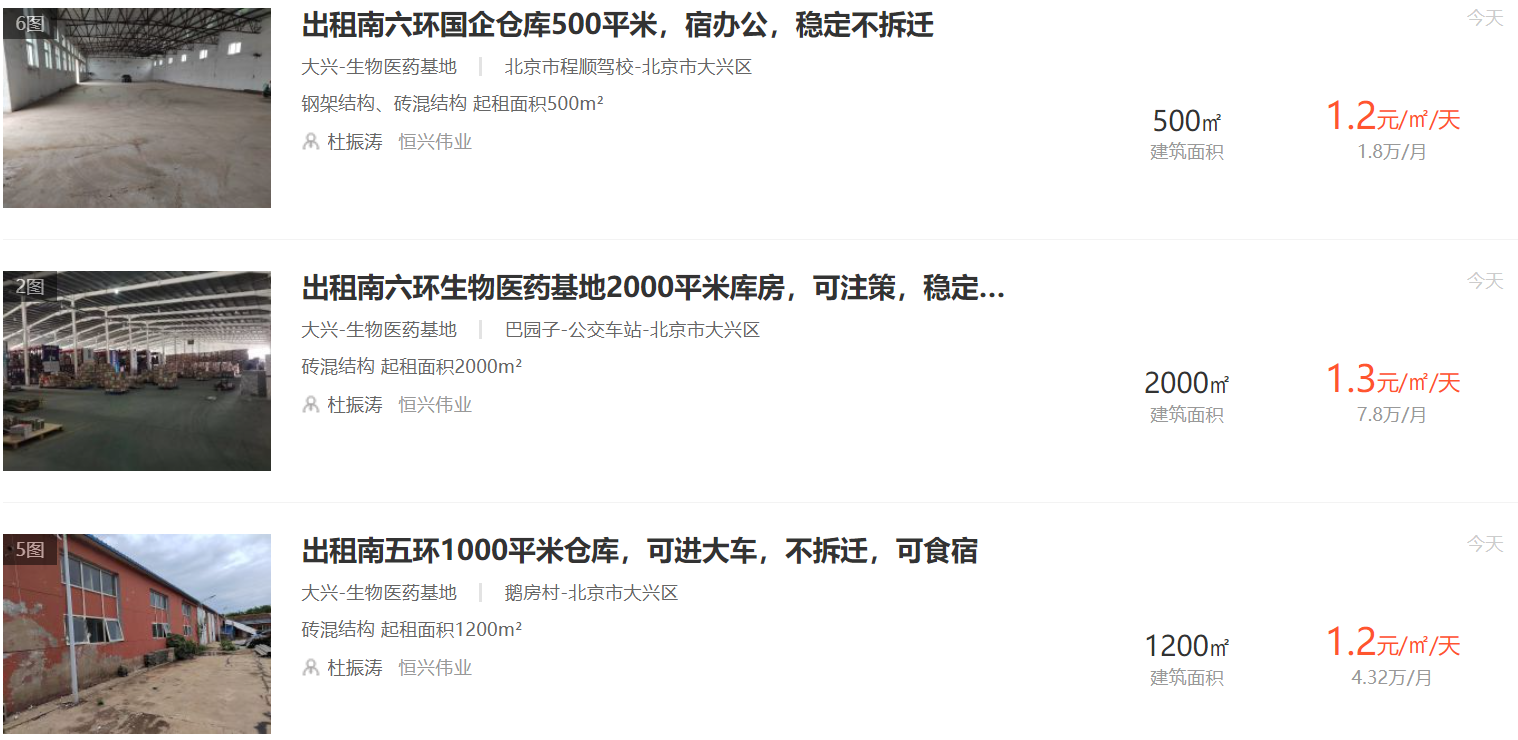 6图
出租南六环国企仓库500平米，宿办公，稳定不拆迁
今天
大兴-生物医药基地 | 北京市程顺驾校-北京市大兴区
钢架结构、砖混结构 起租面积500m²
杜振涛 恒兴伟业
500㎡
建筑面积
1.2元/㎡/天
1.8万/月
2图
出租南六环生物医药基地2000平米库房，可注策，稳定...
今天
大兴-生物医药基地 | 巴园子-公交车站-北京市大兴区
砖混结构 起租面积2000m²
杜振涛 恒兴伟业
2000㎡
建筑面积
1.3元/㎡/天
7.8万/月
5图
出租南五环1000平米仓库，可进大车，不拆迁，可食宿
今天
大兴-生物医药基地 | 鹅房村-北京市大兴区
砖混结构 起租面积1200m²
杜振涛 恒兴伟业
1200㎡
建筑面积
1.2元/㎡/天
4.32万/月